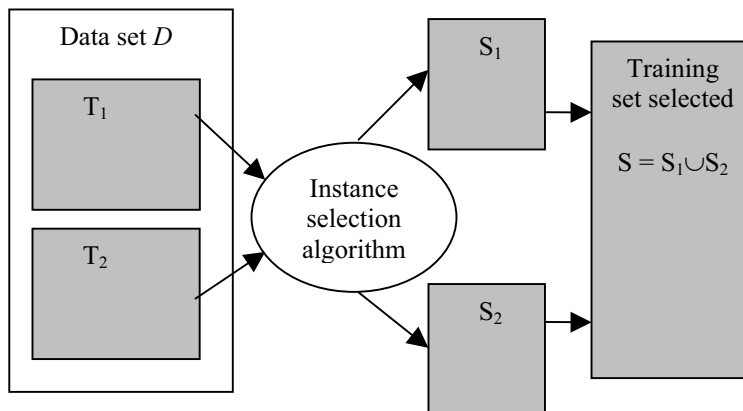 Data set D
T₁
T₂
Instance
selection
algorithm
S₁
S₂
Training
set selected
S = S₁∪S₂